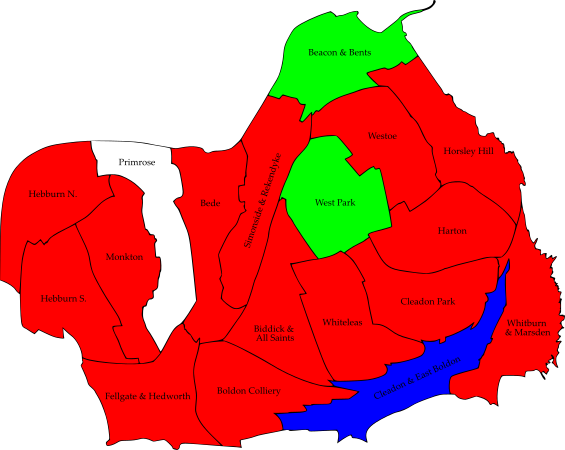 Beacon & Bents
Westoe
Horsley Hill
Primrose
Simonside & Rekendyke
Hebburn N.
Bede
West Park
Harton
Monkton
Hebburn S.
Cleadon Park
Biddick &
All Saints
Whiteleas
Whitburn
& Marsden
Cleadon & East Boldon
Boldon Colliery
Fellgate & Hedworth